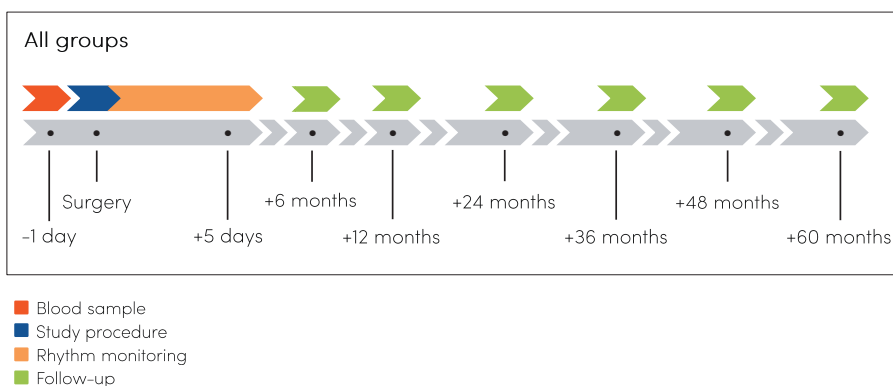 All groups
Surgery
+6 months
+24 months
+48 months
-1 day
+5 days
+12 months
+36 months
+60 months
Blood sample
Study procedure
Rhythm monitoring
Follow-up